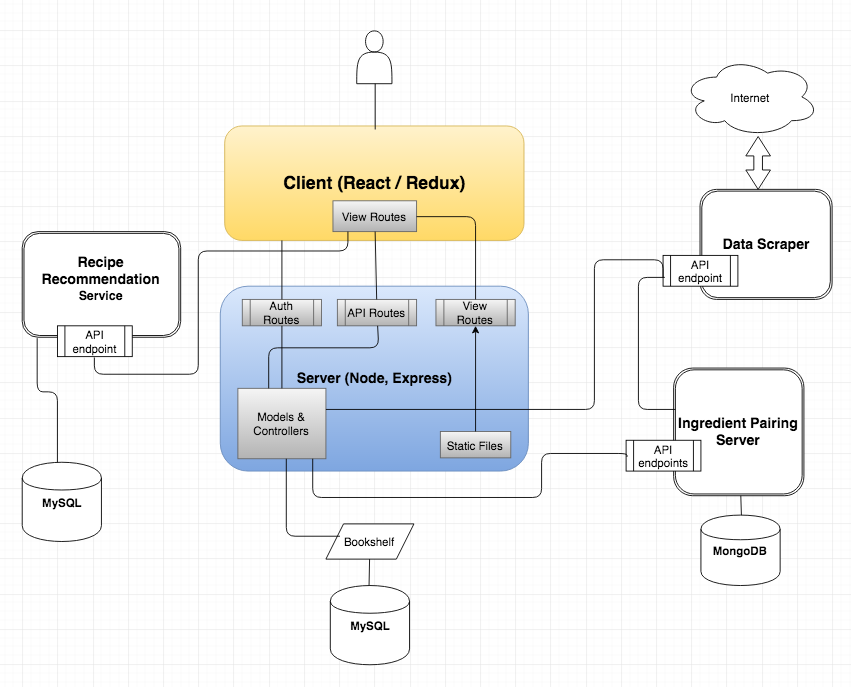 Internet
Client (React / Redux)
View Routes
Data Scraper
API
endpoint
Recipe
Recommendation
Service
API
endpoint
Auth
Routes
API Routes
View
Routes
Server (Node, Express)
Models &
Controllers
Static Files
Ingredient Pairing
Server
API
endpoints
MySQL
Bookshelf
MongoDB
MySQL